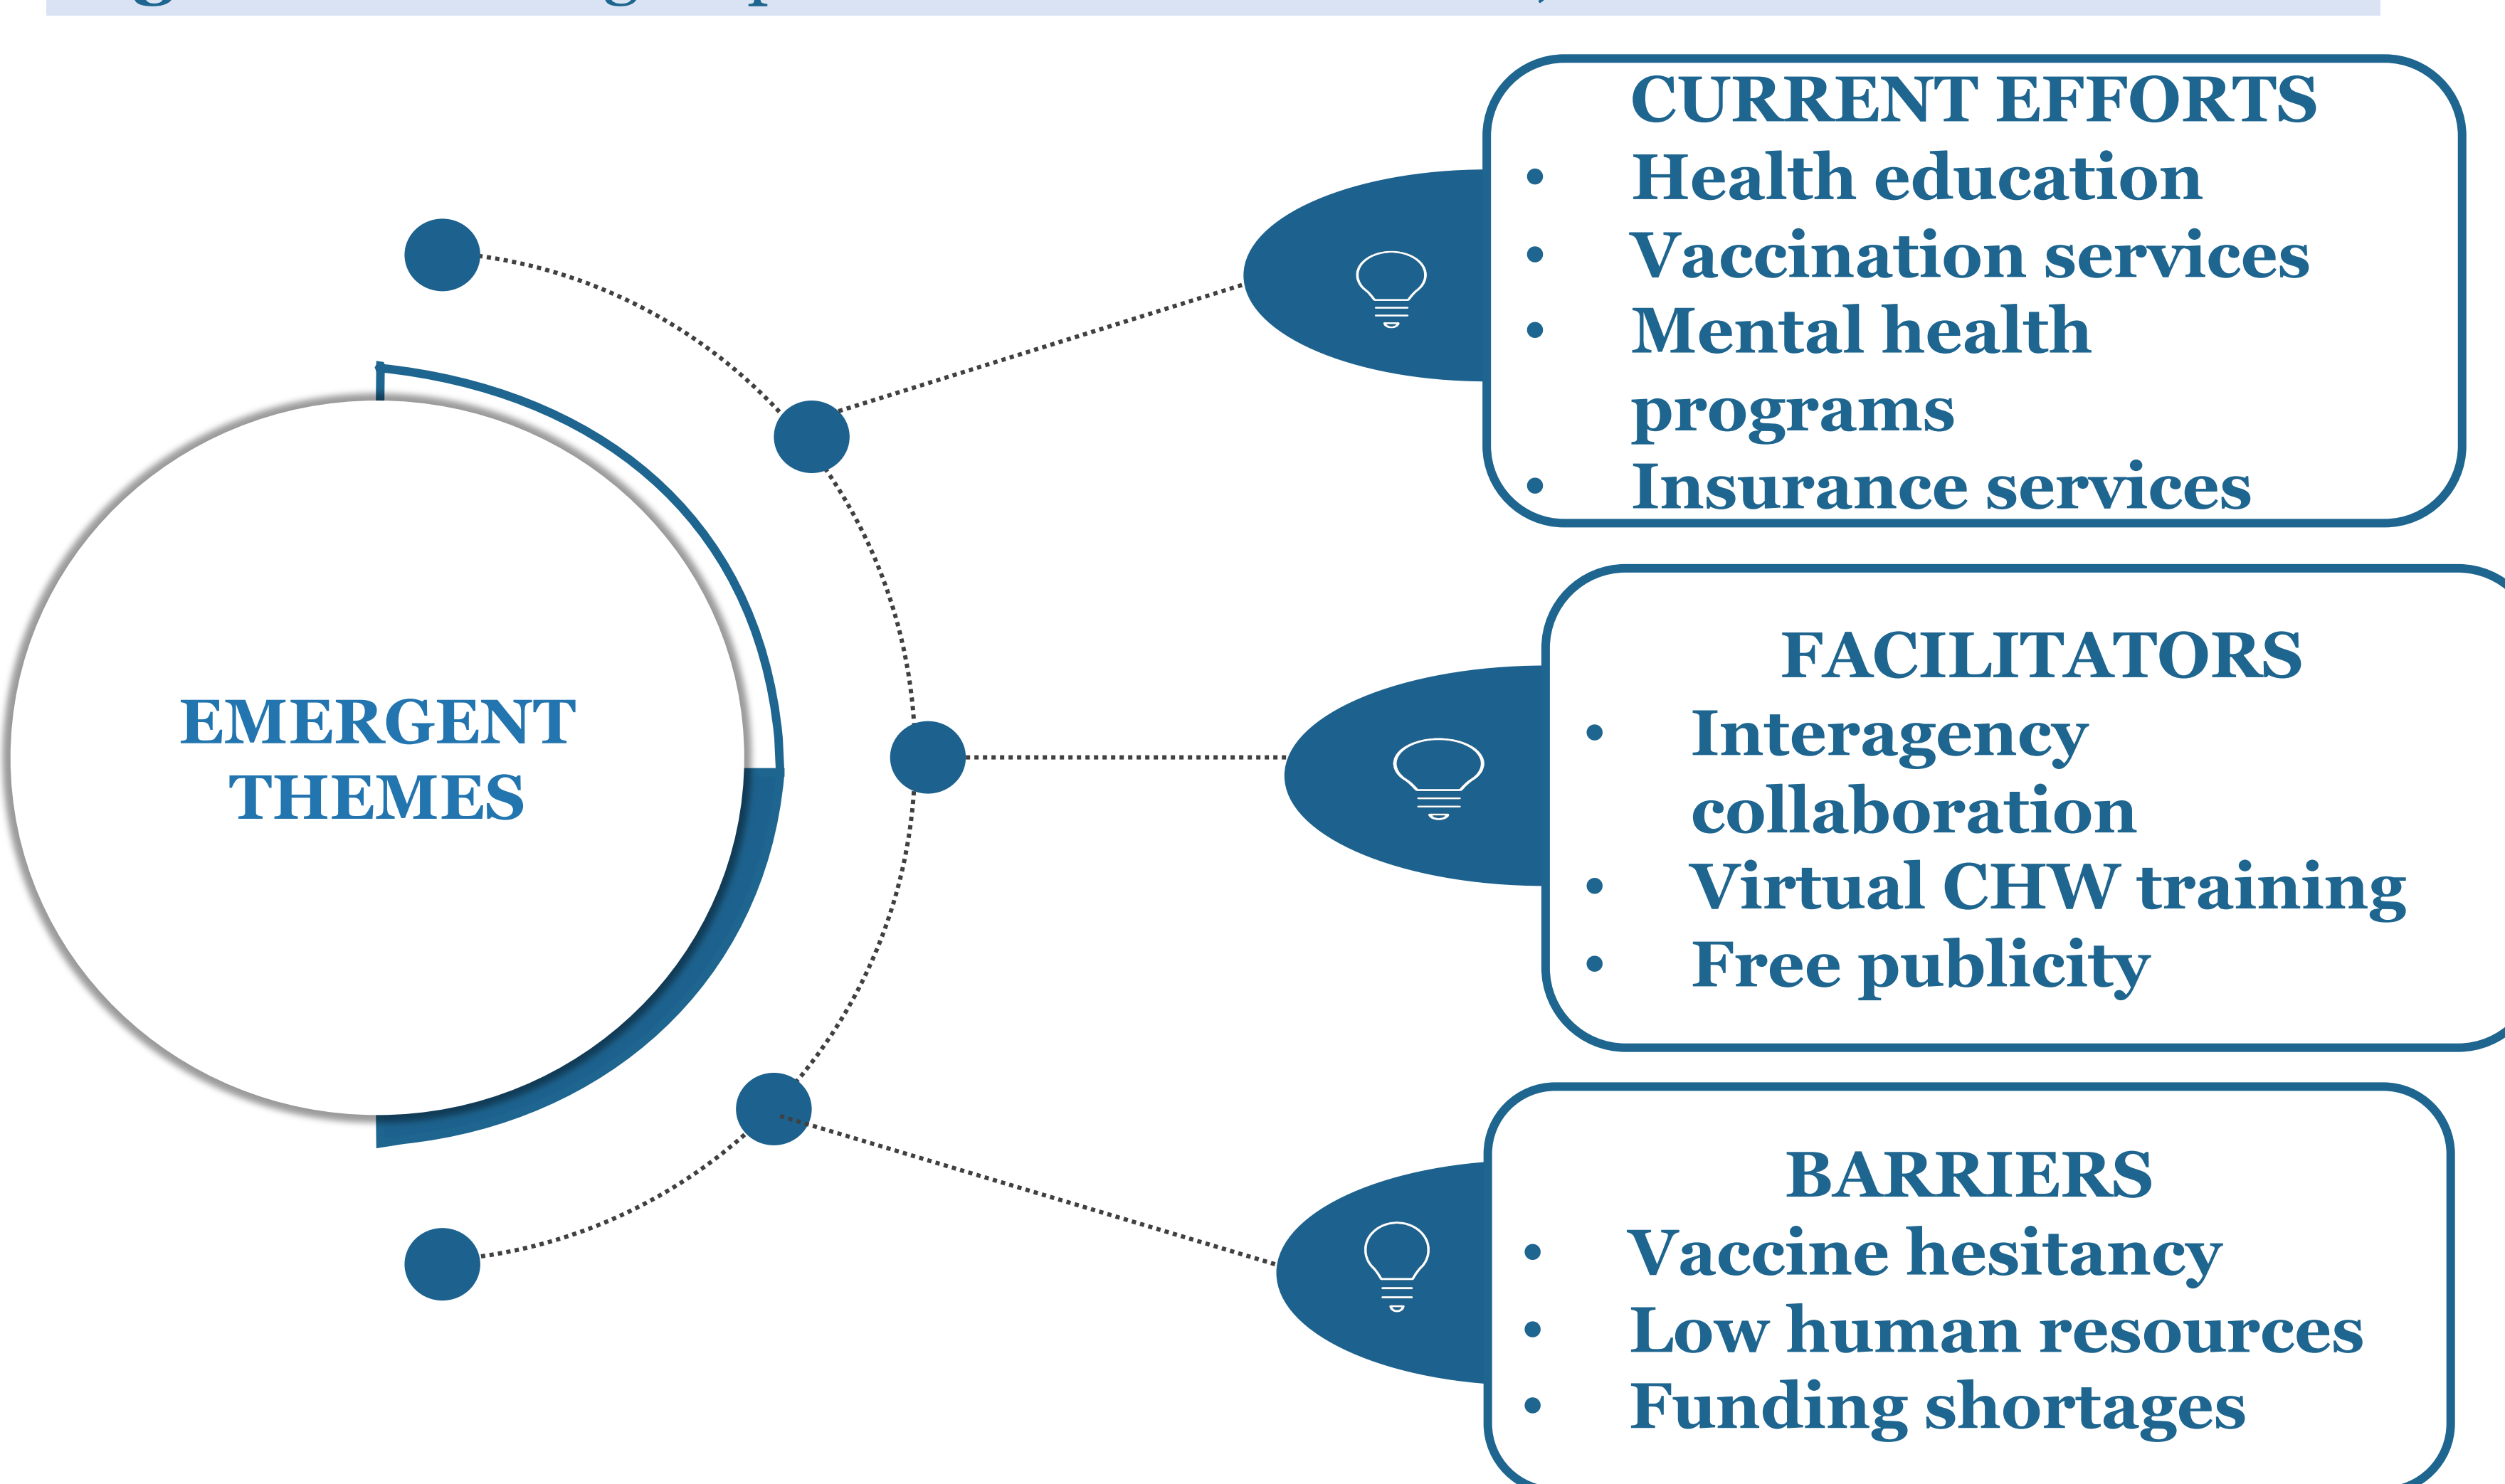 EMERGENT
THEMES
CURRENT EFFORTS
• Health education
• Vaccination services
• Mental health
programs
• Insurance services
FACILITATORS
• Interagency
collaboration
• Virtual CHW training
• Free publicity
BARRIERS
• Vaccine hesitancy
• Low human resources
• Funding shortages